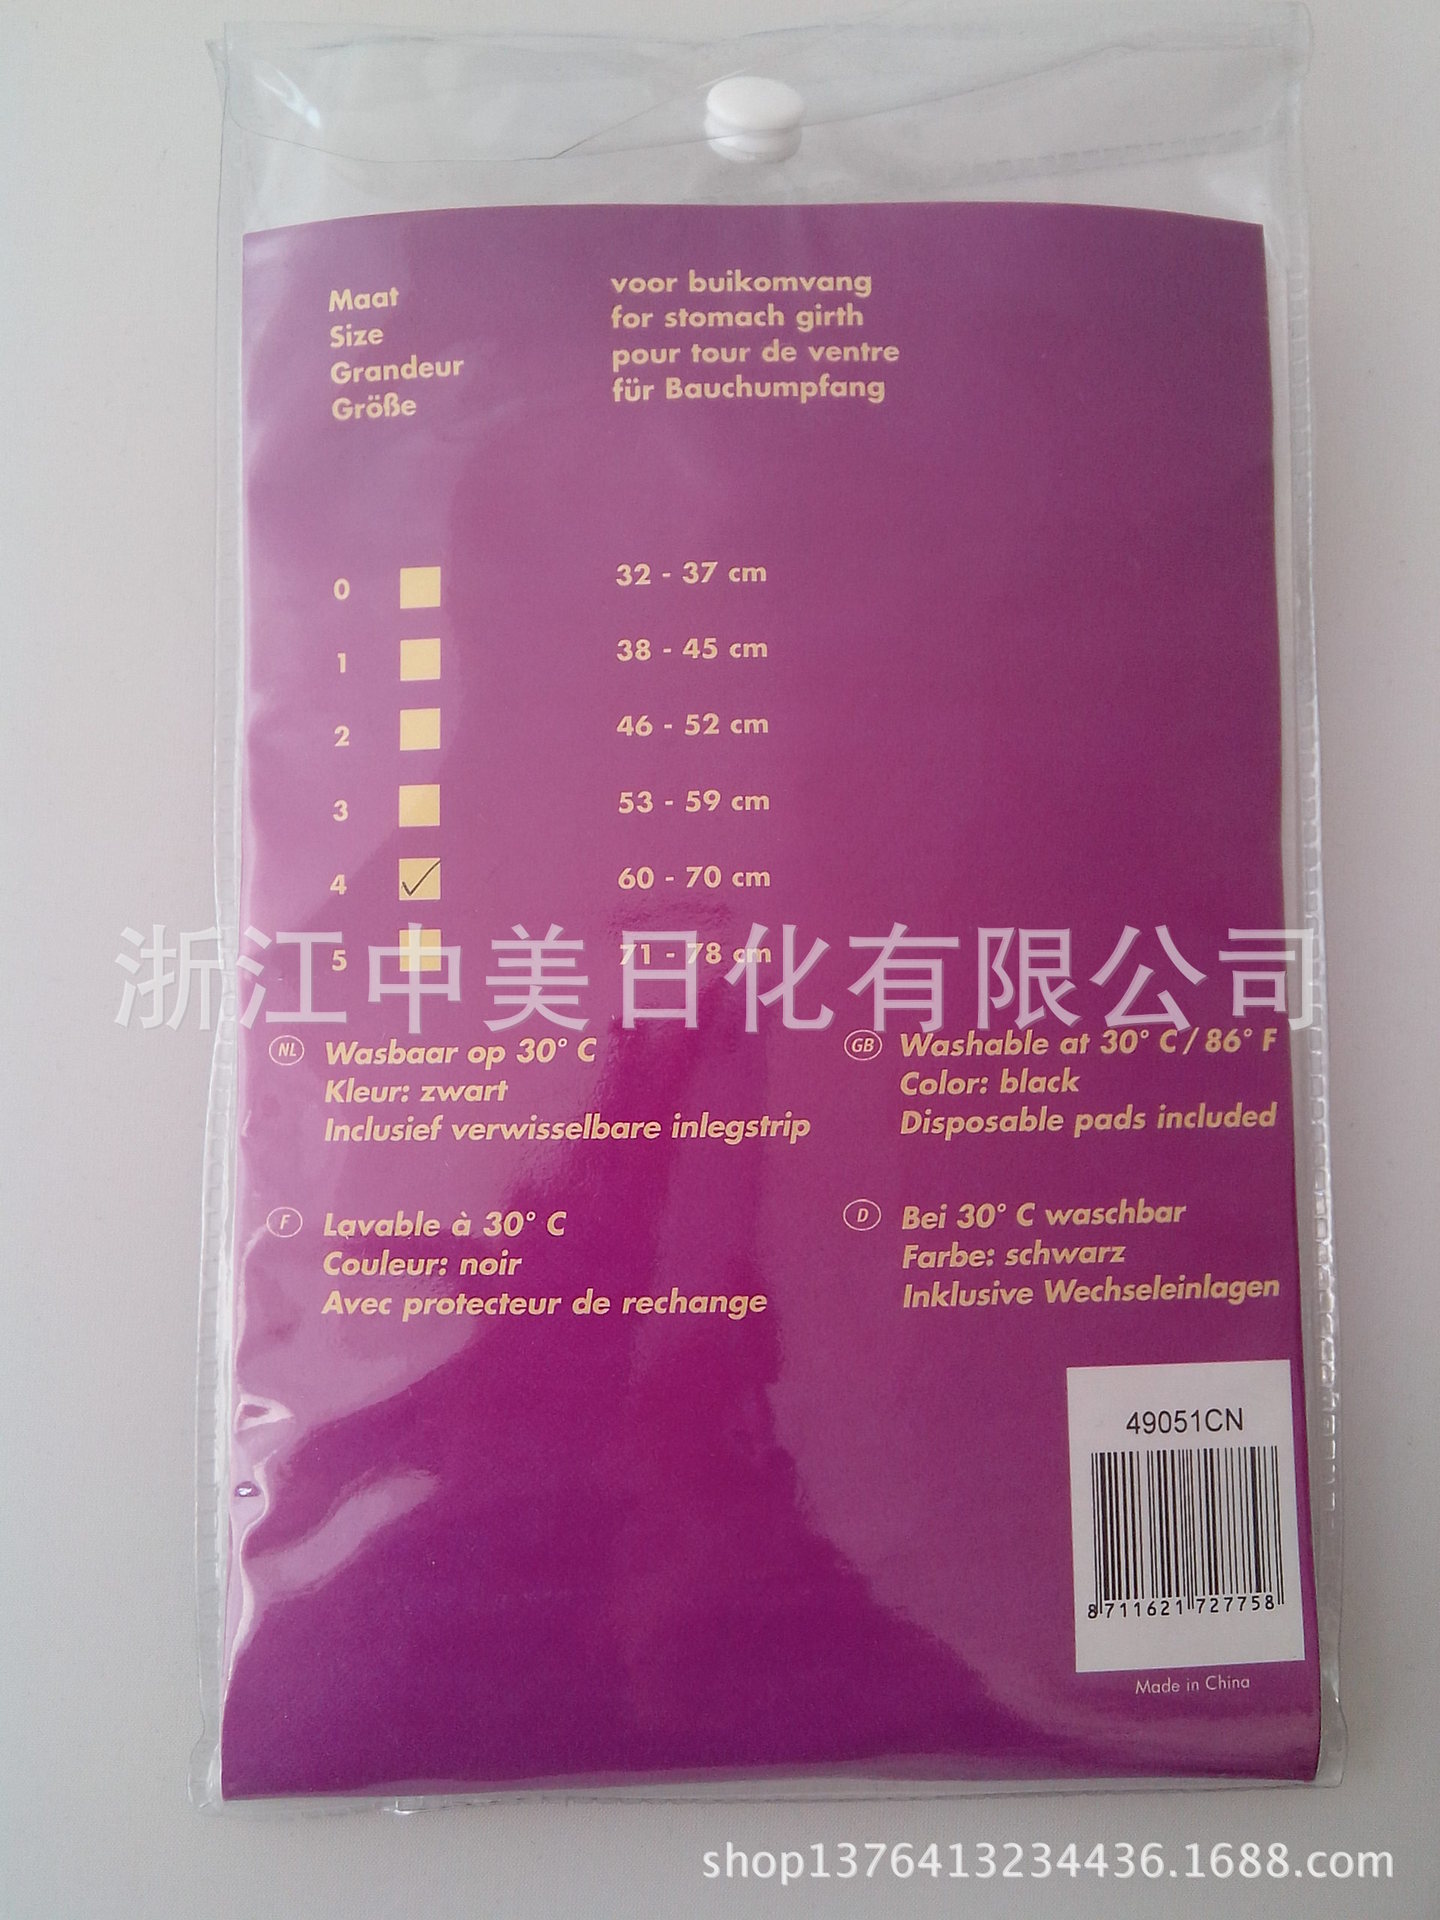 Maat
Size
Grandeur
Größe
voor buikomvang
for stomach girth
pour tour de ventre
für Bauchumpfang
0 32 - 37 cm
1 38 - 45 cm
2 46 - 52 cm
3 53 - 59 cm
4 60 - 70 cm
5 71 - 78 cm
浙江中美日化有限公司
NL Wasbaar op 30° C
Kleur: zwart
Inclusief verwisselbare inlegstrip
GB Washable at 30° C / 86° F
Color: black
Disposable pads included
F Lavable à 30° C
Couleur: noir
Avec protecteur de rechange
D Bei 30° C waschbar
Farbe: schwarz
Inklusive Wechseleinlagen
49051CN
8 711621 727758
Made in China
shop1376413234436.1688.com